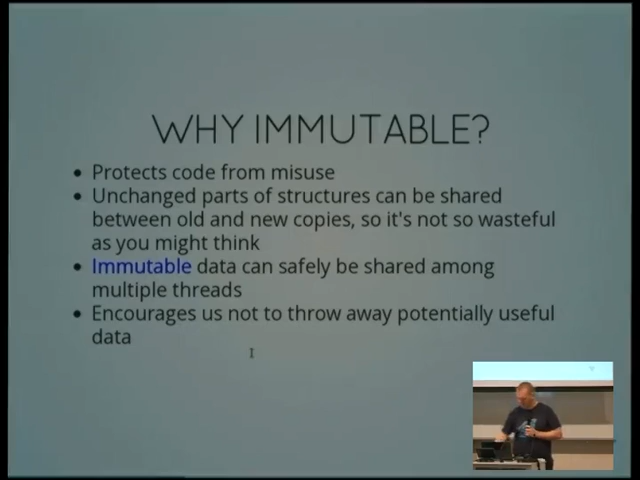 WHY IMMUTABLE?
• Protects code from misuse
• Unchanged parts of structures can be shared
between old and new copies, so it's not so wasteful
as you might think
• Immutable data can safely be shared among
multiple threads
• Encourages us not to throw away potentially useful
data